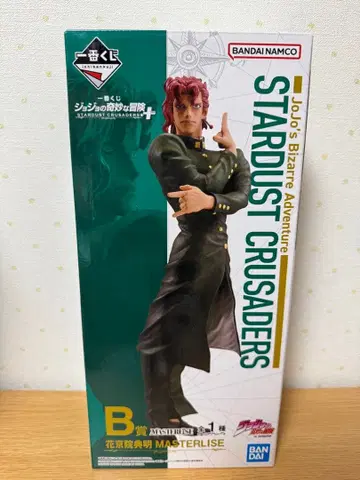 一番くじ
BANDAI NAMCO
一番くじ
ジョジョの奇妙な冒険
STARDUST CRUSADERS
+
JoJo's Bizarre Adventure
STARDUST CRUSADERS
B賞 MASTERLISE 全1種
花京院典明 MASTERLISE
BAN
DAI